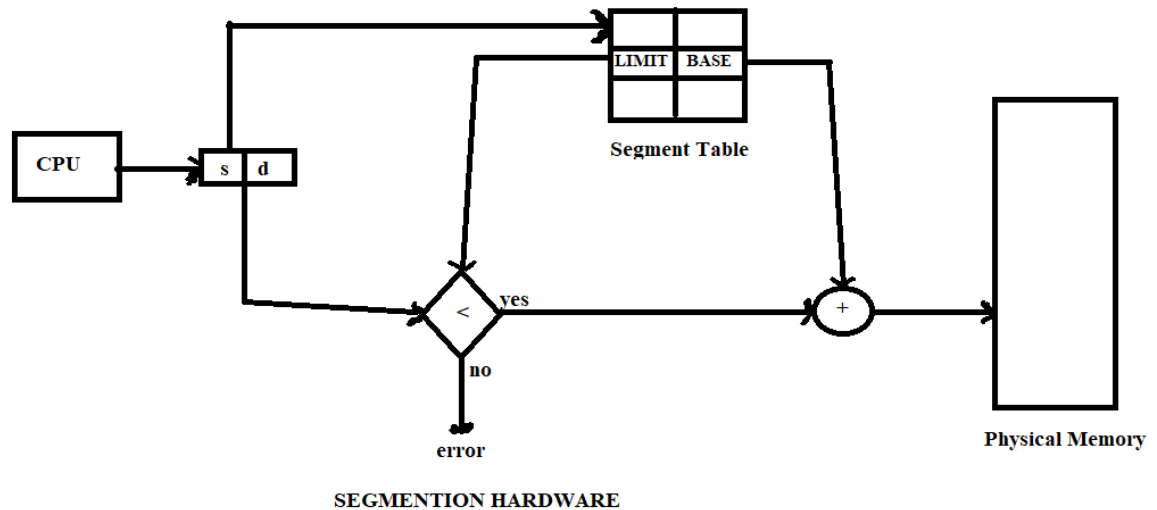 LIMIT BASE
Segment Table
CPU
s d
<
yes
+
no
error
Physical Memory
SEGMENTION HARDWARE